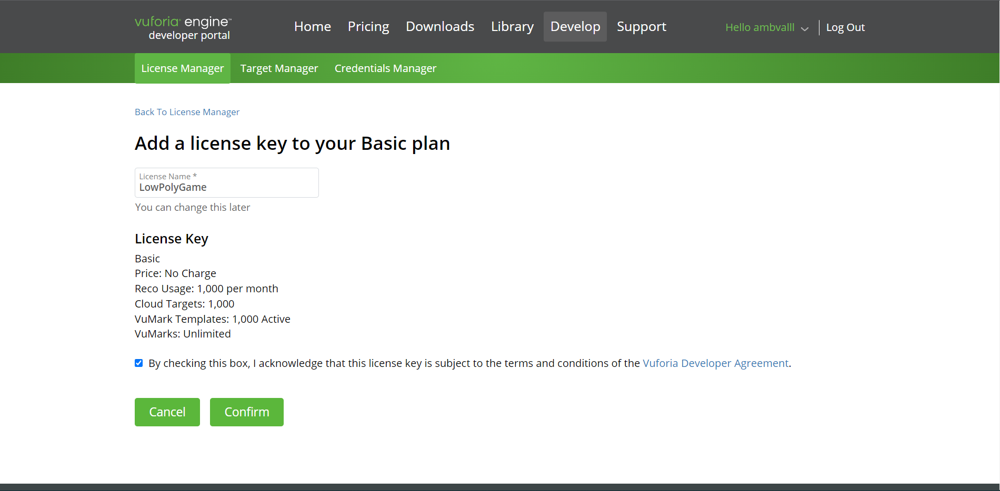 vuforia® engine™
developer portal
Home Pricing Downloads Library Develop Support
Hello ambvalll Log Out
License Manager Target Manager Credentials Manager
Back To License Manager
Add a license key to your Basic plan
License Name *
LowPolyGame
You can change this later
License Key
Basic
Price: No Charge
Reco Usage: 1,000 per month
Cloud Targets: 1,000
VuMark Templates: 1,000 Active
VuMarks: Unlimited
By checking this box, I acknowledge that this license key is subject to the terms and conditions of the Vuforia Developer Agreement.
Cancel Confirm